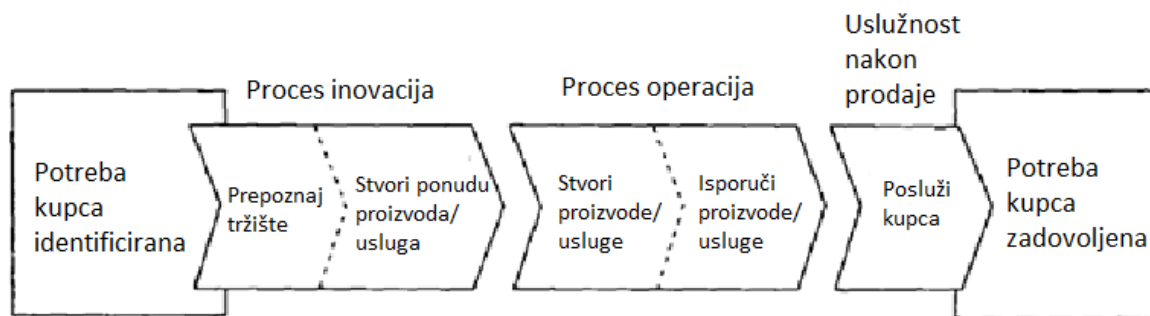 Potreba
kupca
identificirana
Proces inovacija
Prepoznaj
tržište
Stvori ponudu
proizvoda/
usluga
Proces operacija
Stvori
proizvode/
usluge
Isporuči
proizvode/
usluge
Uslužnost
nakon
prodaje
Posluži
kupca
Potreba
kupca
zadovoljena